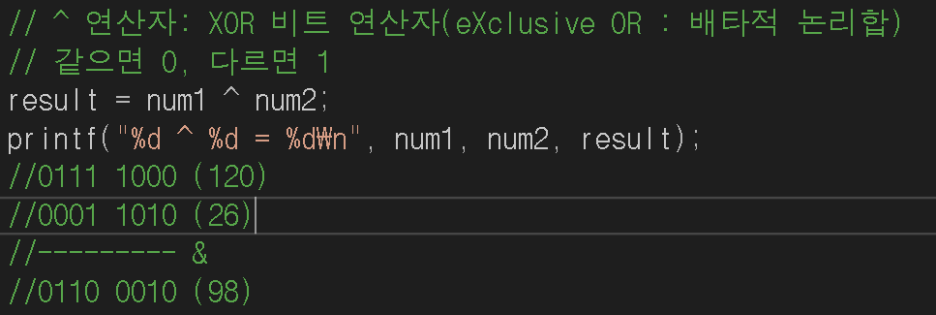 // ^ 연산자: XOR 비트 연산자(eXclusive OR : 배타적 논리합)
// 같으면 0, 다르면 1
result = num1 ^ num2;
printf("%d ^ %d = %d₩n", num1, num2, result);
//0111 1000 (120)
//0001 1010 (26)
//--------- &
//0110 0010 (98)